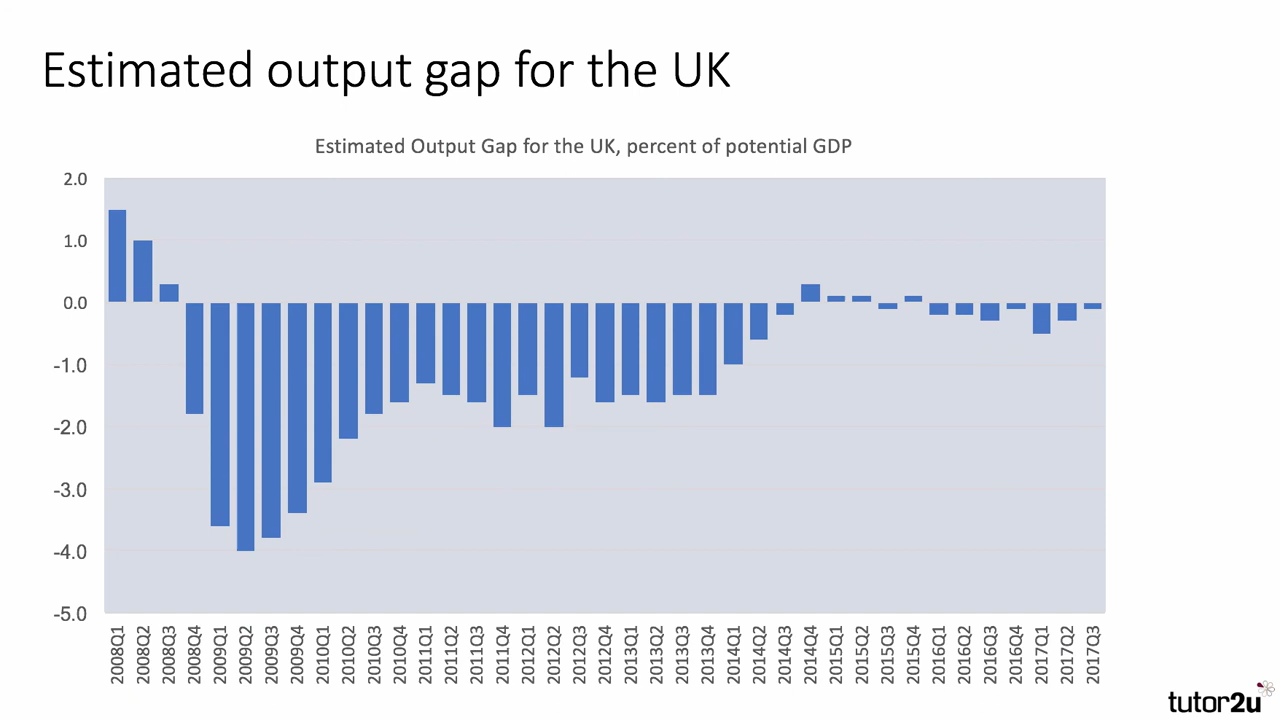 Estimated output gap for the UK
Estimated Output Gap for the UK, percent of potential GDP
2.0
1.0
0.0
-1.0
-2.0
-3.0
-4.0
-5.0
2008Q1
2008Q2
2008Q3
2008Q4
2009Q1
2009Q2
2009Q3
2009Q4
2010Q1
2010Q2
2010Q3
2010Q4
2011Q1
2011Q2
2011Q3
2011Q4
2012Q1
2012Q2
2012Q3
2012Q4
2013Q1
2013Q2
2013Q3
2013Q4
2014Q1
2014Q2
2014Q3
2014Q4
2015Q1
2015Q2
2015Q3
2015Q4
2016Q1
2016Q2
2016Q3
2016Q4
2017Q1
2017Q2
2017Q3
tutor2u